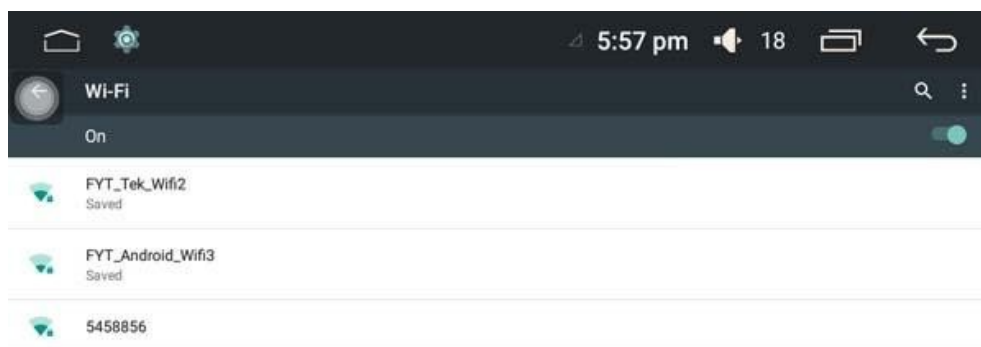 5:57 pm 18
Wi-Fi
On
FYT_Tek_Wifi2
Saved
FYT_Android_Wifi3
Saved
5458856